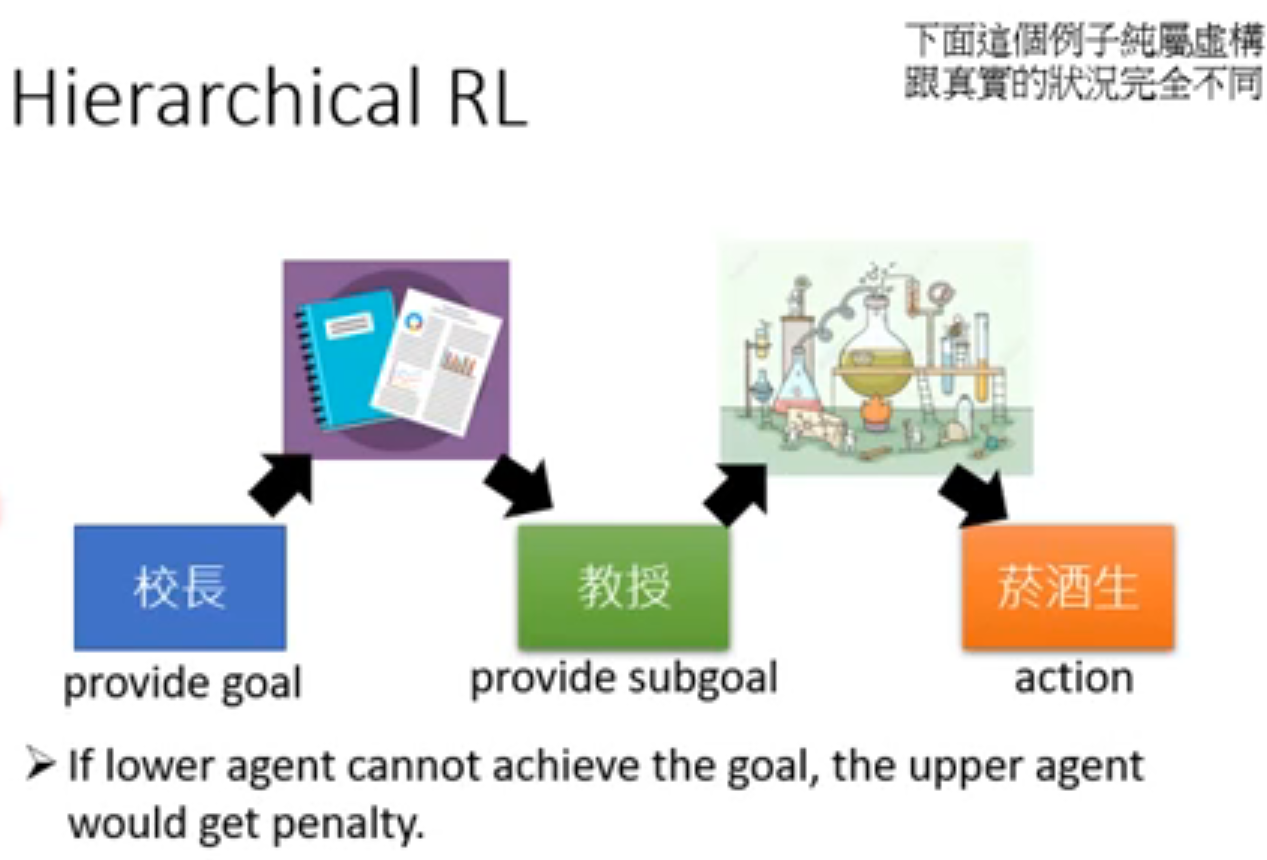 下面這個例子純屬虛構
跟真實的狀況完全不同
Hierarchical RL
校長
教授
菸酒生
provide goal
provide subgoal
action
➢ If lower agent cannot achieve the goal, the upper agent
would get penalty.